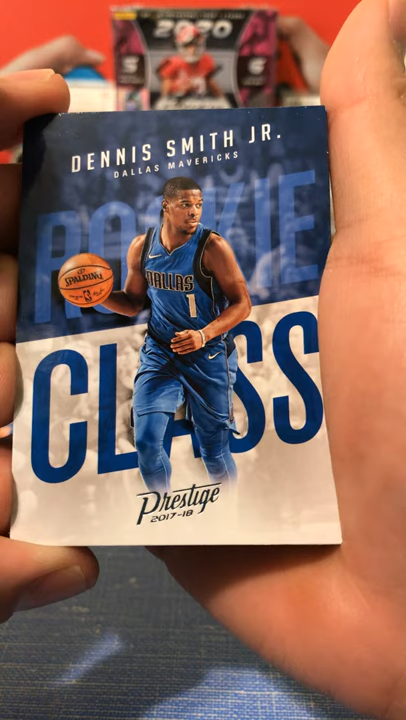 2020
DENNIS SMITH JR.
DALLAS MAVERICKS
ROOKIE
SPALDING
DALLAS
1
CLASS
Prestige
2017-18